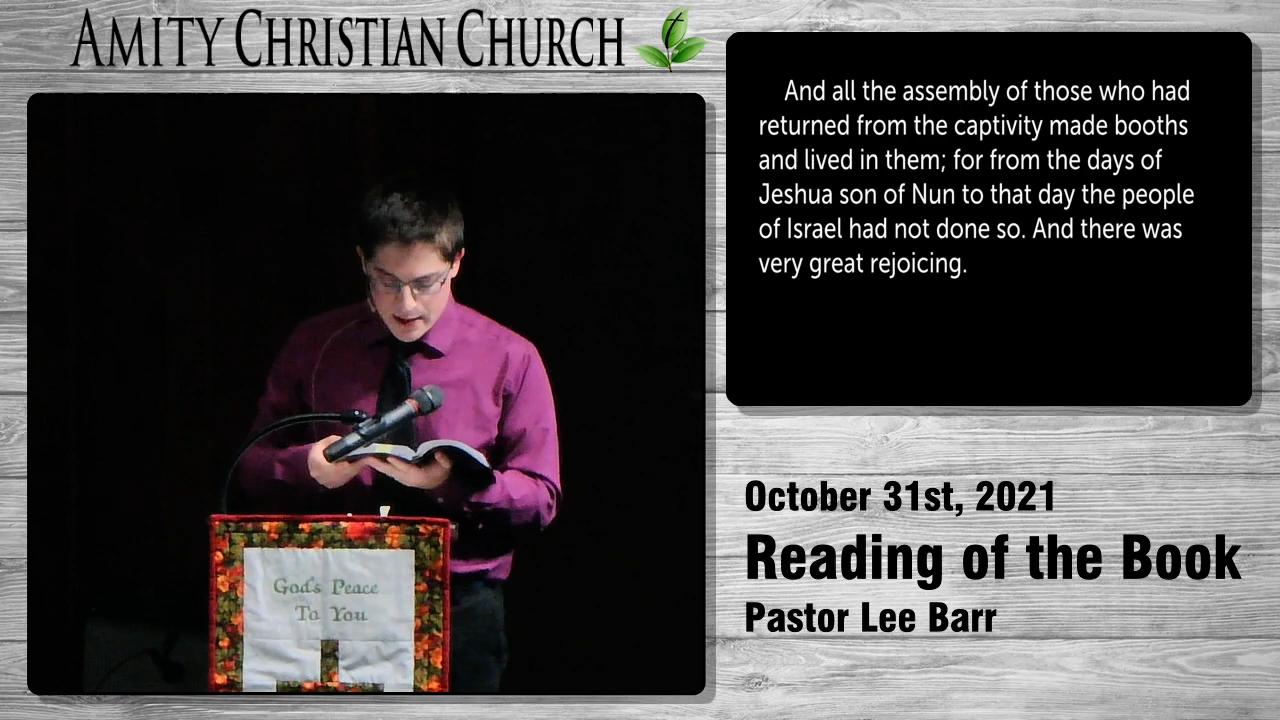 AMITY CHRISTIAN CHURCH
And all the assembly of those who had
returned from the captivity made booths
and lived in them; for from the days of
Jeshua son of Nun to that day the people
of Israel had not done so. And there was
very great rejoicing.
October 31st, 2021
Reading of the Book
Pastor Lee Barr
God's Peace
To You